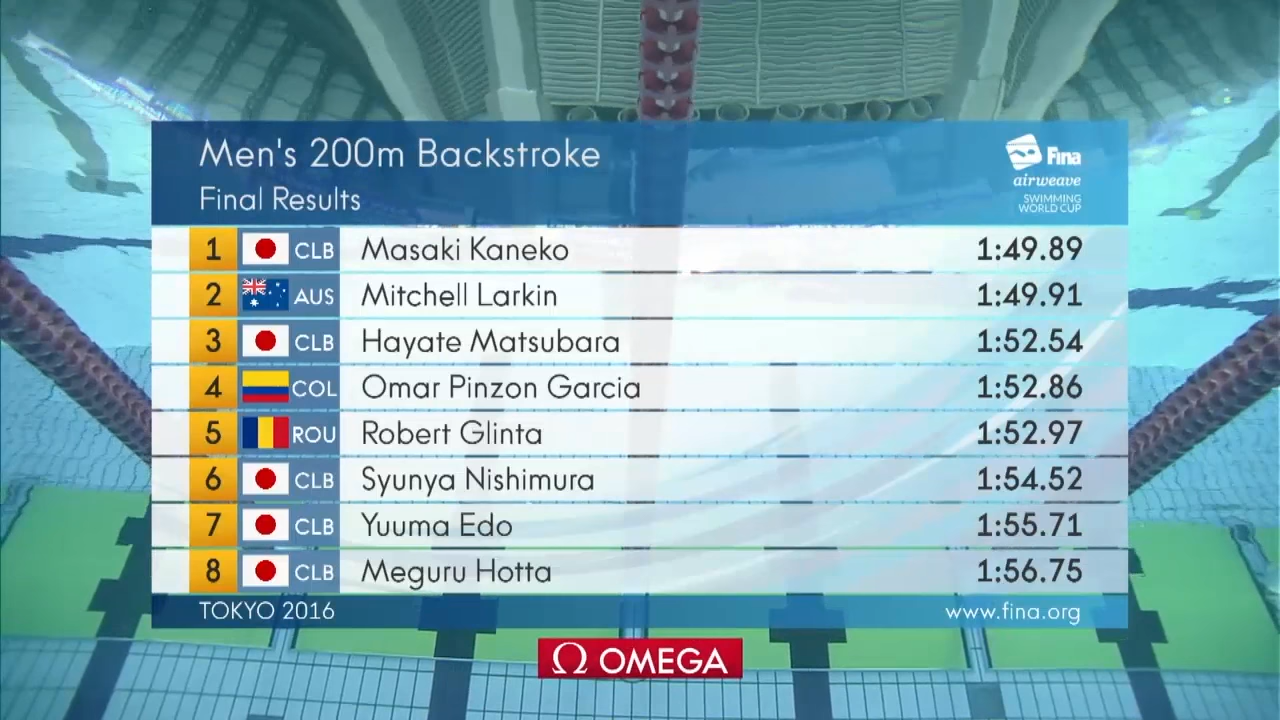 Men's 200m Backstroke
Final Results
Fina
airweave
SWIMMING
WORLD CUP
1 CLB Masaki Kaneko 1:49.89
2 AUS Mitchell Larkin 1:49.91
3 CLB Hayate Matsubara 1:52.54
4 COL Omar Pinzon Garcia 1:52.86
5 ROU Robert Glinta 1:52.97
6 CLB Syunya Nishimura 1:54.52
7 CLB Yuuma Edo 1:55.71
8 CLB Meguru Hotta 1:56.75
TOKYO 2016 www.fina.org
Ω OMEGA